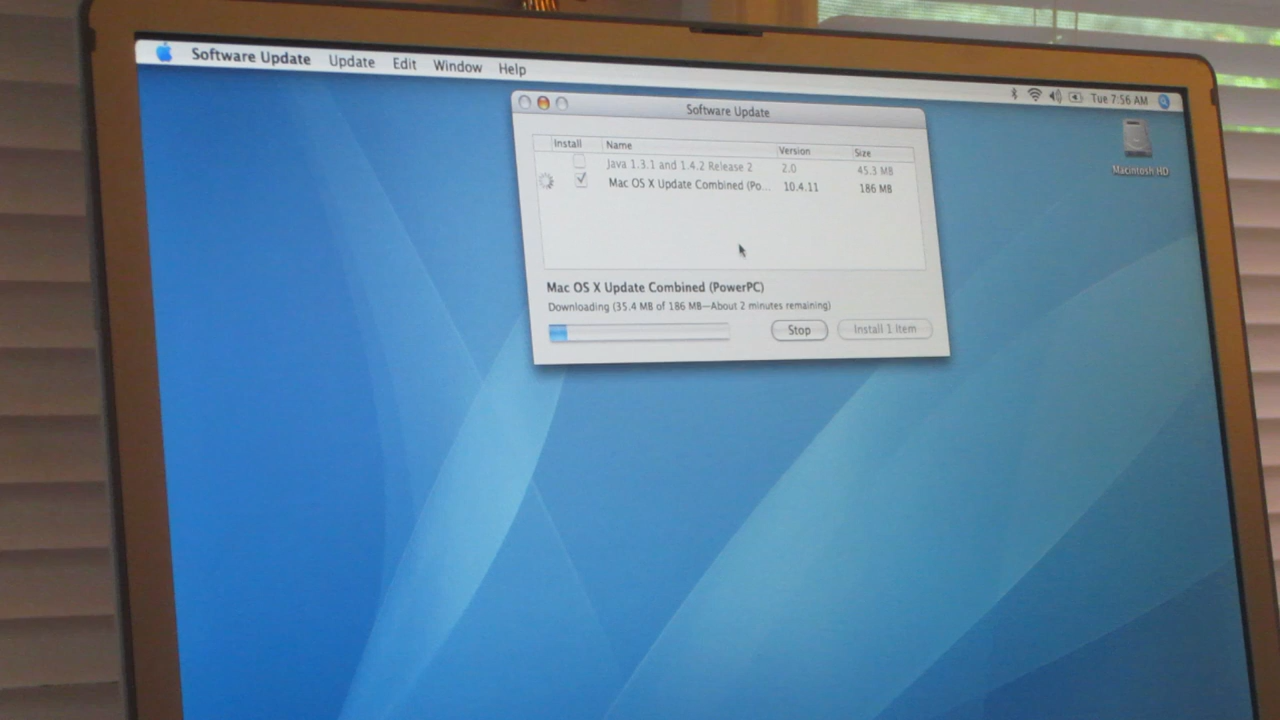 Software Update Update Edit Window Help Tue 7:56 AM
Software Update
Macintosh HD
Install Name Version Size
Java 1.3.1 and 1.4.2 Release 2 2.0 45.3 MB
Mac OS X Update Combined (Po... 10.4.11 186 MB
Mac OS X Update Combined (PowerPC)
Downloading (35.4 MB of 186 MB—About 2 minutes remaining)
Stop Install 1 Item